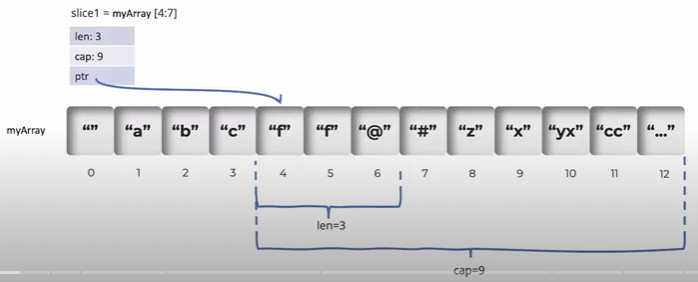 slice1 = myArray [4:7]
len: 3
cap: 9
ptr
myArray
“” “a” “b” “c” “f” “f” “@” “#” “z” “x” “yx” “cc” “...”
0 1 2 3 4 5 6 7 8 9 10 11 12
len=3
cap=9